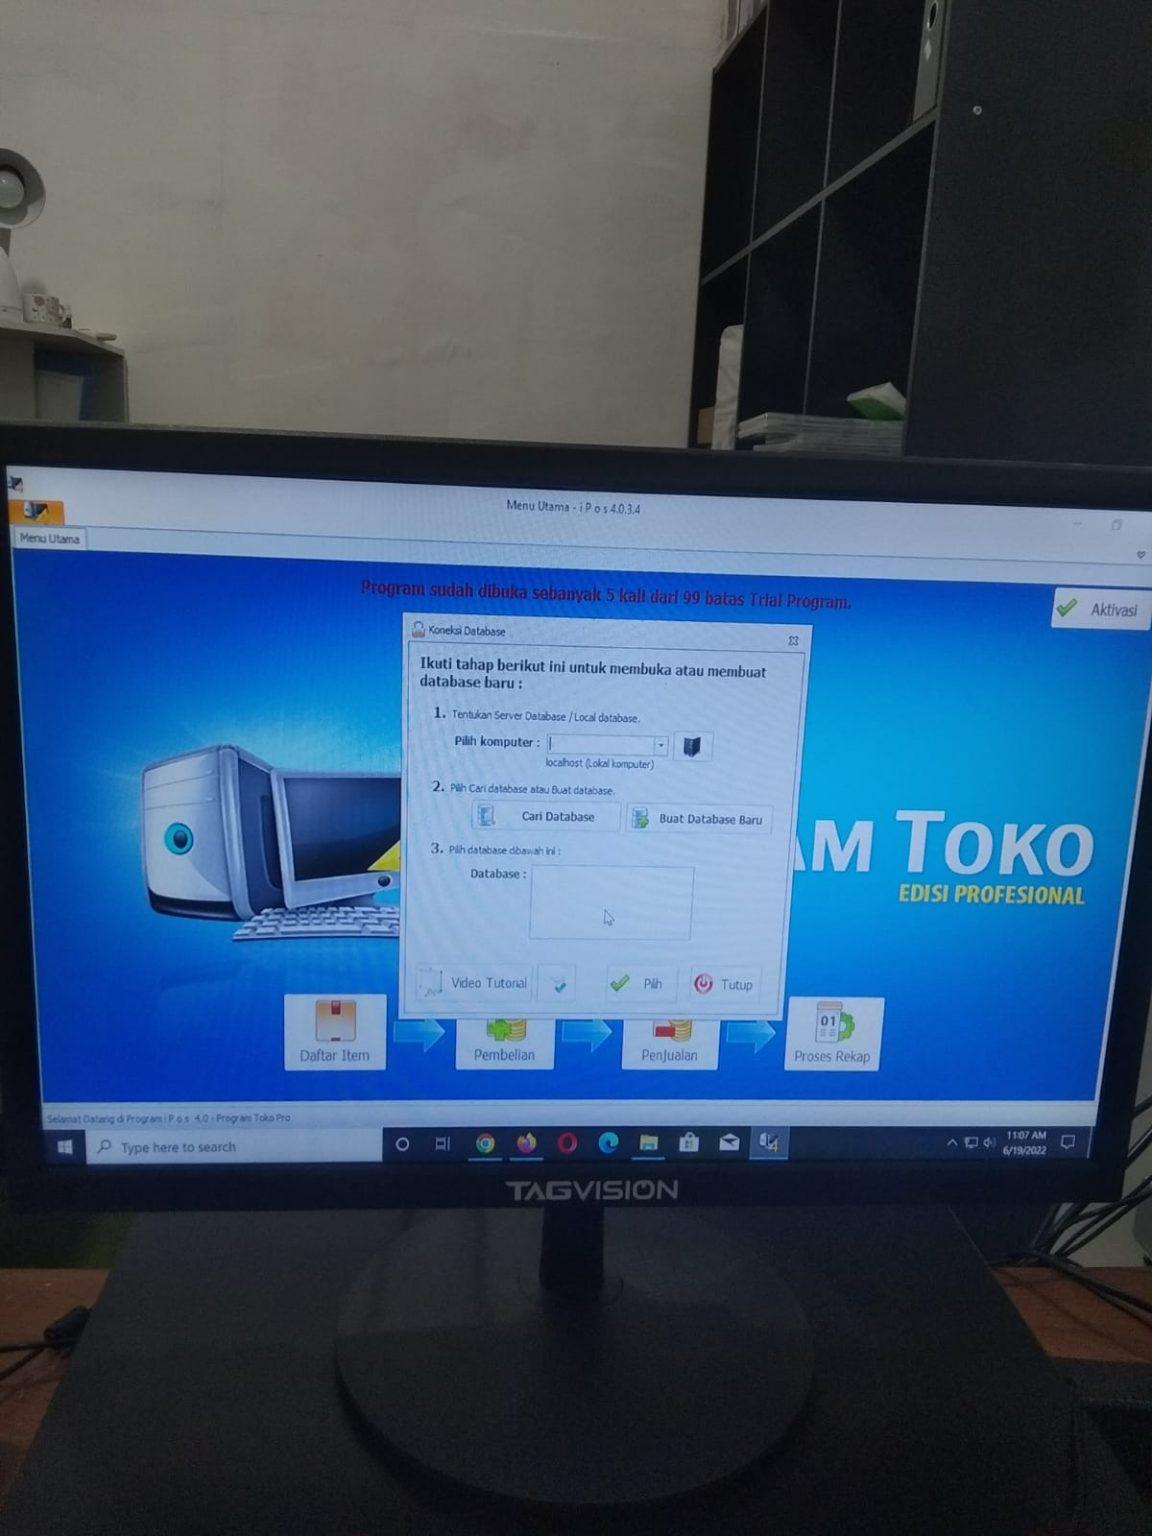 Menu Utama - i P o s 4.0.3.4
Menu Utama
Program sudah dibuka sebanyak 5 kali dari 99 batas Trial Program.
Aktivasi
Koneksi Database
Ikuti tahap berikut ini untuk membuka atau membuat
database baru :
1. Tentukan Server Database / Local database.
Pilih komputer :
localhost (Lokal komputer)
2. Pilih Cari database atau Buat database.
Cari Database
Buat Database Baru
3. Pilih database dibawah ini :
Database :
Video Tutorial
Pilih
Tutup
AM TOKO
EDISI PROFESIONAL
Daftar Item
Pembelian
Penjualan
01
Proses Rekap
Selamat Datang di Program i P o s 4.0 - Program Toko Pro
Type here to search
11:07 AM
6/19/2022
TAGVISION